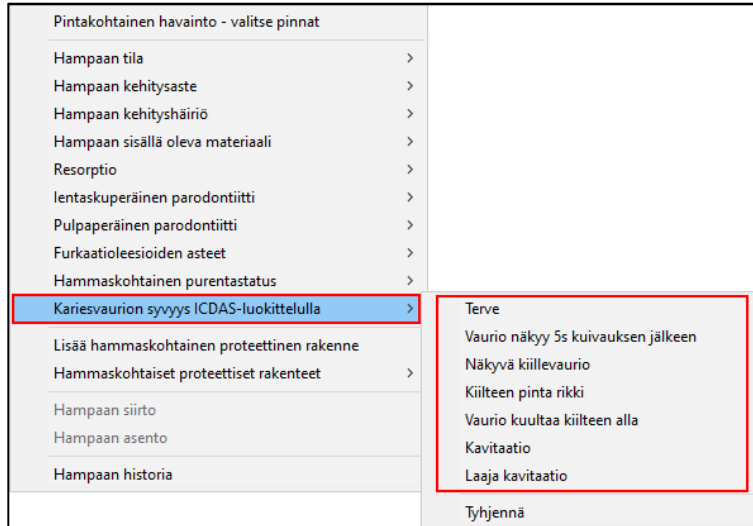 Pintakohtainen havainto - valitse pinnat
Hampaan tila
Hampaan kehitysaste
Hampaan kehityshäiriö
Hampaan sisällä oleva materiaali
Resorptio
Ientaskuperäinen parodontiitti
Pulpaperäinen parodontiitti
Furkaatioleesioiden asteet
Hammaskohtainen purentastatus
Kariesvaurion syvyys ICDAS-luokittelulla
Lisää hammaskohtainen proteettinen rakenne
Hammaskohtaiset proteettiset rakenteet
Hampaan siirto
Hampaan asento
Hampaan historia
Terve
Vaurio näkyy 5s kuivauksen jälkeen
Näkyvä kiillevaurio
Kiilteen pinta rikki
Vaurio kuultaa kiilteen alla
Kavitaatio
Laaja kavitaatio
Tyhjennä